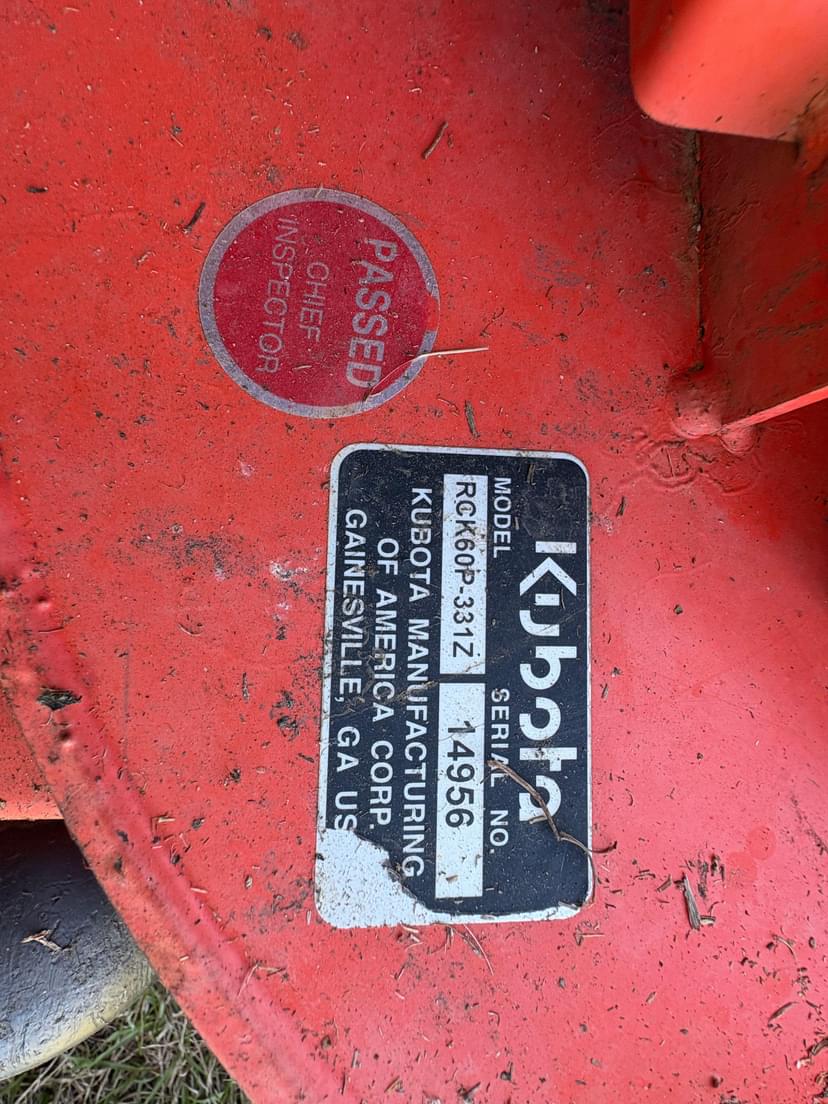 PASSED
CHIEF
INSPECTOR
Kubota
MODEL SERIAL NO.
RCK60P-331Z 14956
KUBOTA MANUFACTURING
OF AMERICA CORP.
GAINESVILLE, GA US